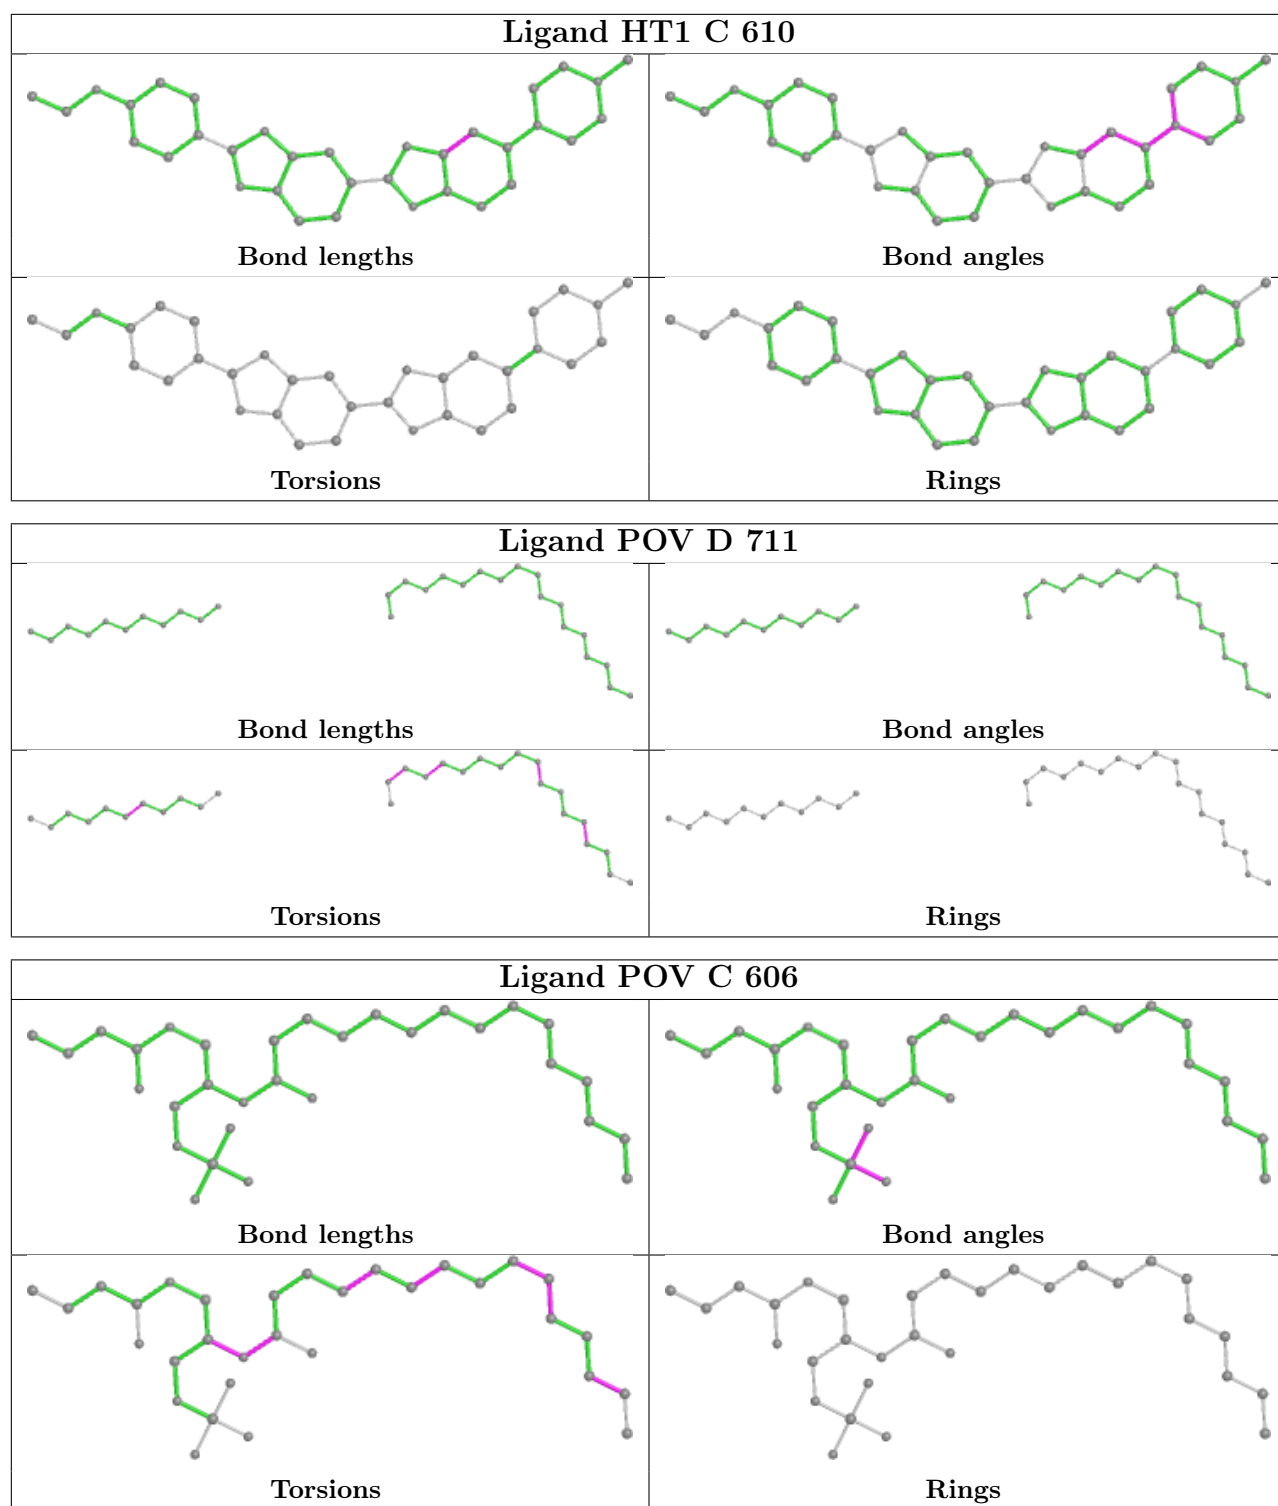 Ligand HT1 C 610
Bond lengths
Bond angles
Torsions
Rings
Ligand POV D 711
Bond lengths
Bond angles
Torsions
Rings
Ligand POV C 606
Bond lengths
Bond angles
Torsions
Rings